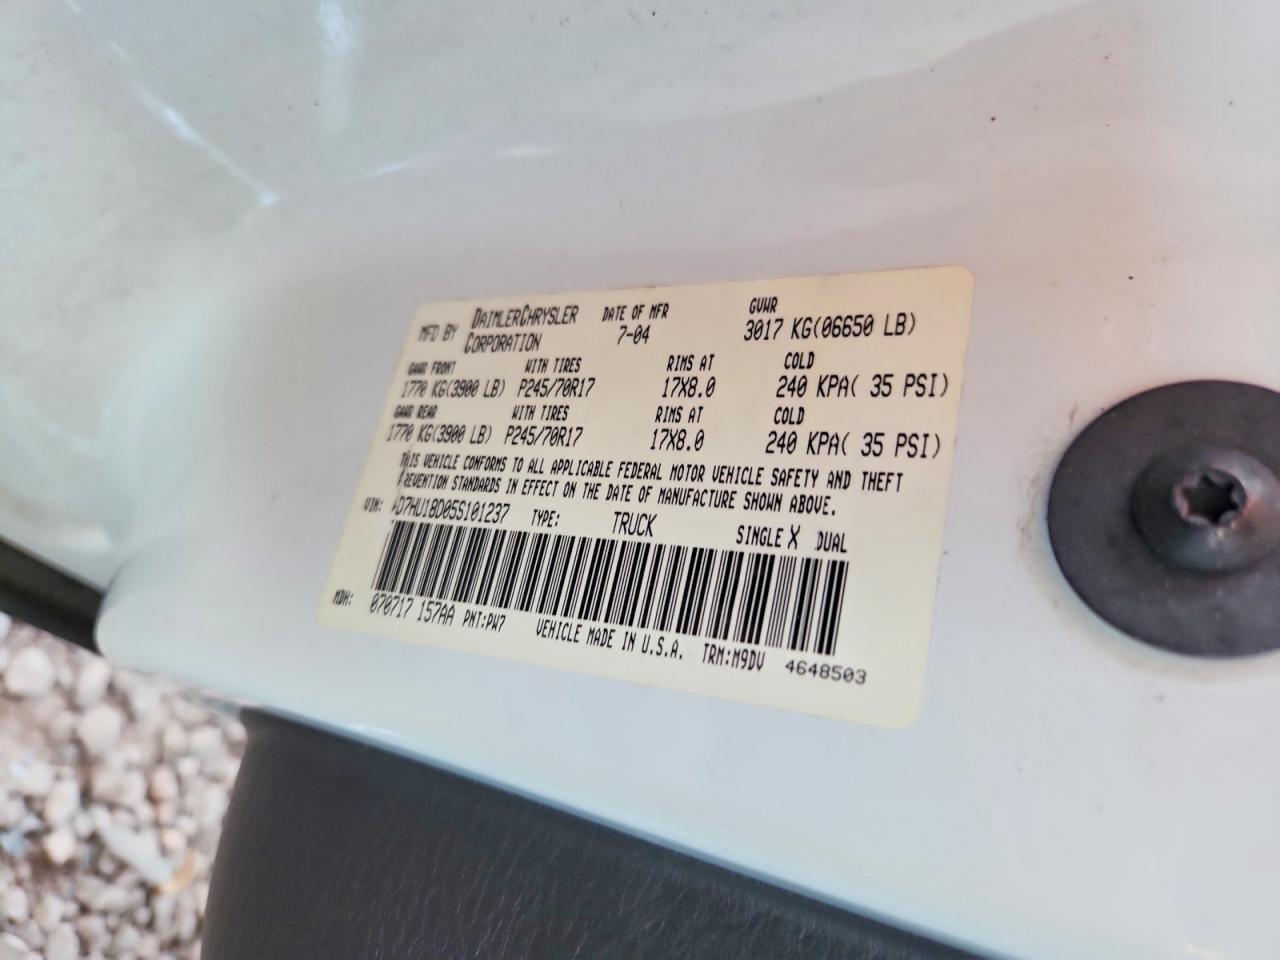 MFD BY DAIMLERCHRYSLER CORPORATION DATE OF MFR 7-04 GVWR 3017 KG(06650 LB)
GAWR FRONT WITH TIRES RIMS AT COLD
1770 KG(3900 LB) P245/70R17 17X8.0 240 KPA( 35 PSI)
GAWR REAR WITH TIRES RIMS AT COLD
1770 KG(3900 LB) P245/70R17 17X8.0 240 KPA( 35 PSI)
THIS VEHICLE CONFORMS TO ALL APPLICABLE FEDERAL MOTOR VEHICLE SAFETY AND THEFT
PREVENTION STANDARDS IN EFFECT ON THE DATE OF MANUFACTURE SHOWN ABOVE.
VIN: TYPE: TRUCK SINGLE X DUAL
MDH: 070717 157AA PNT:PW7 VEHICLE MADE IN U.S.A. TRM:M9DV 4648503